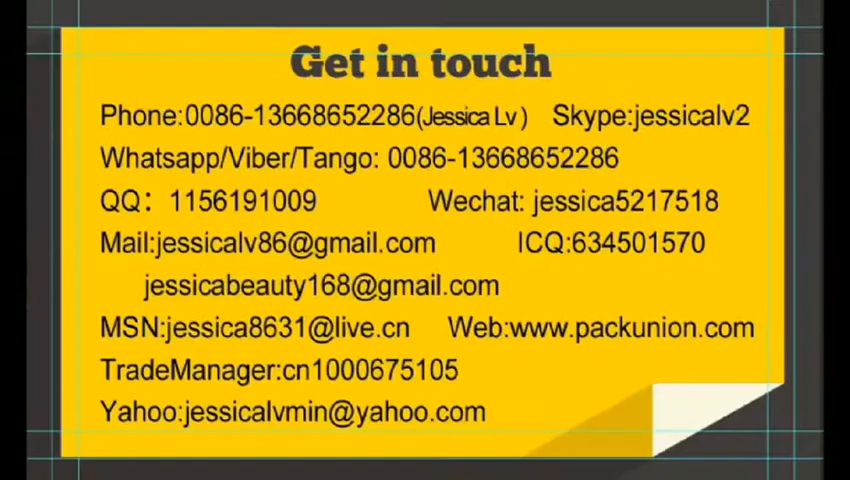 Get in touch
Phone:0086-13668652286(Jessica Lv) Skype:jessicalv2
Whatsapp/Viber/Tango: 0086-13668652286
QQ: 1156191009 Wechat: jessica5217518
Mail:jessicalv86@gmail.com ICQ:634501570
jessicabeauty168@gmail.com
MSN:jessica8631@live.cn Web:www.packunion.com
TradeManager:cn1000675105
Yahoo:jessicalvmin@yahoo.com